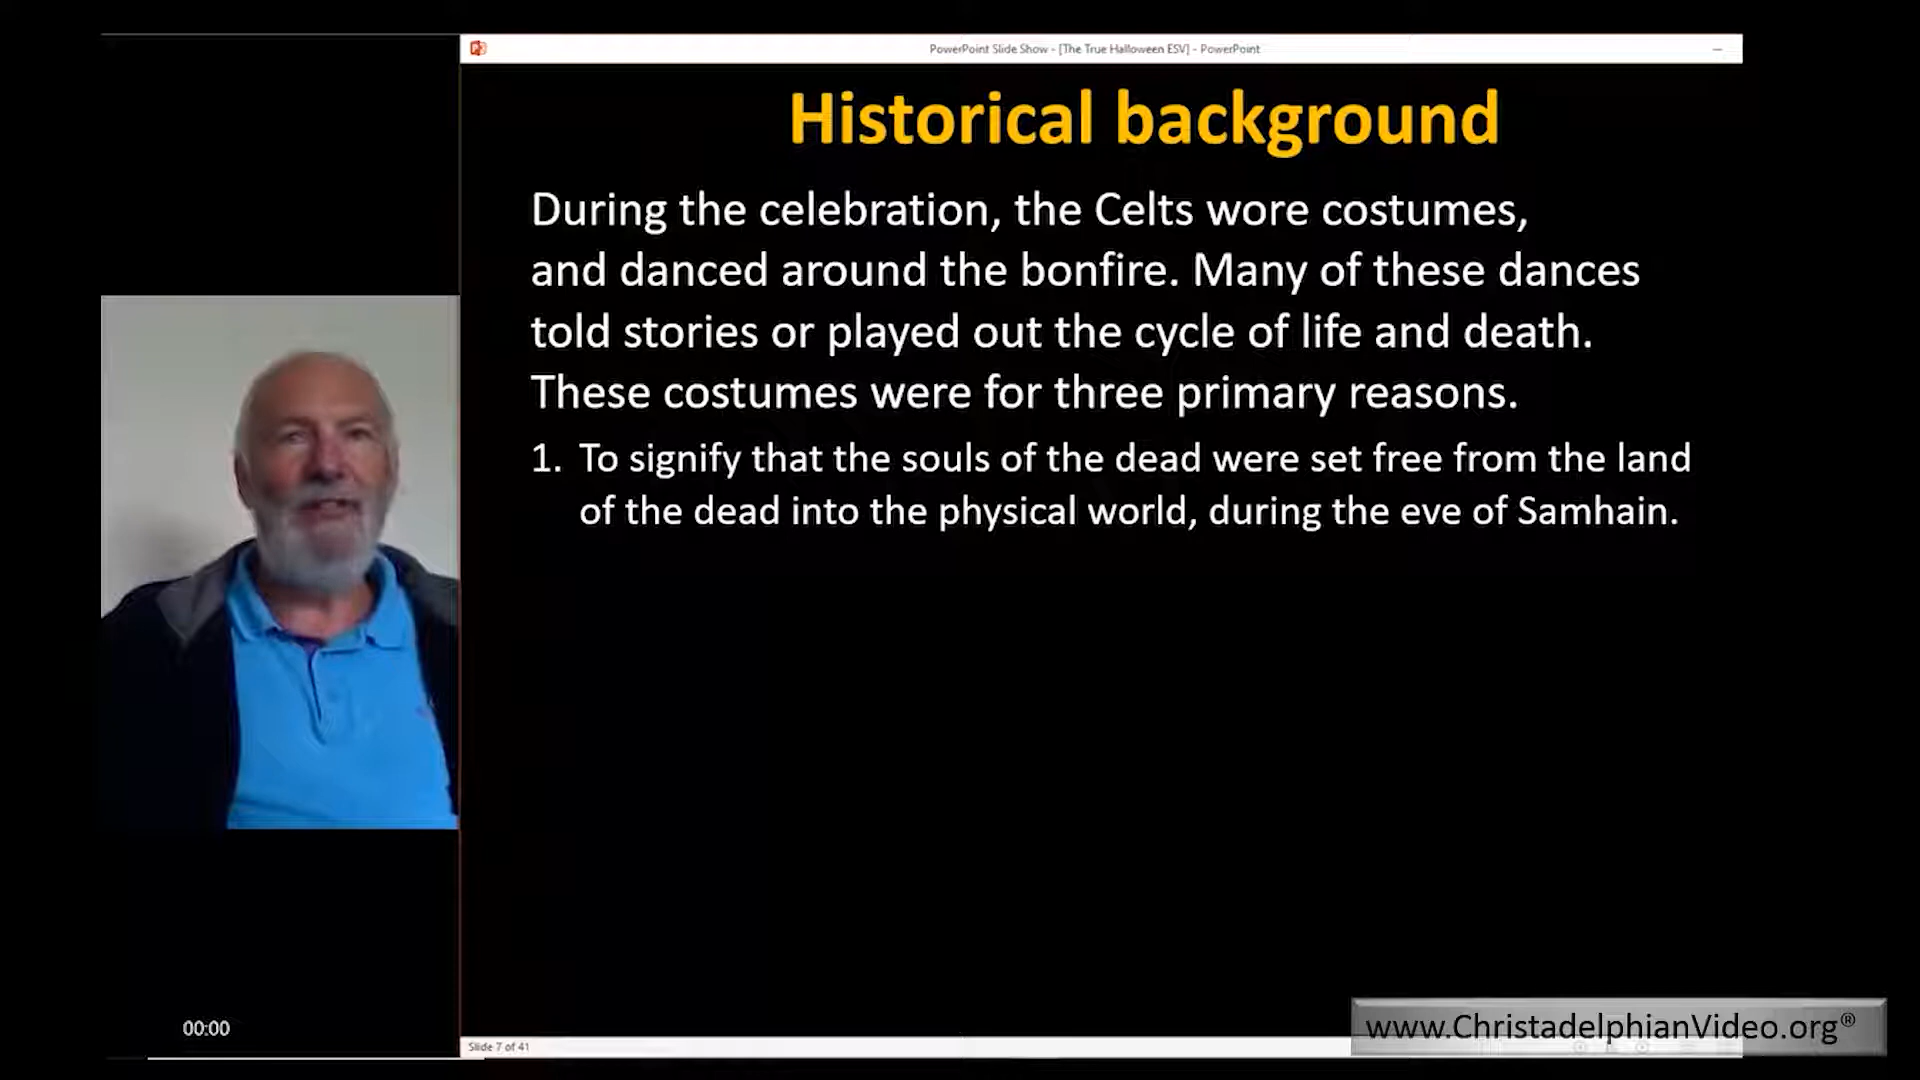 PowerPoint Slide Show - [The True Halloween ESV] - PowerPoint
Historical background
During the celebration, the Celts wore costumes,
and danced around the bonfire. Many of these dances
told stories or played out the cycle of life and death.
These costumes were for three primary reasons.
1. To signify that the souls of the dead were set free from the land
of the dead into the physical world, during the eve of Samhain.
00:00
Slide 7 of 41
www.ChristadelphianVideo.org®